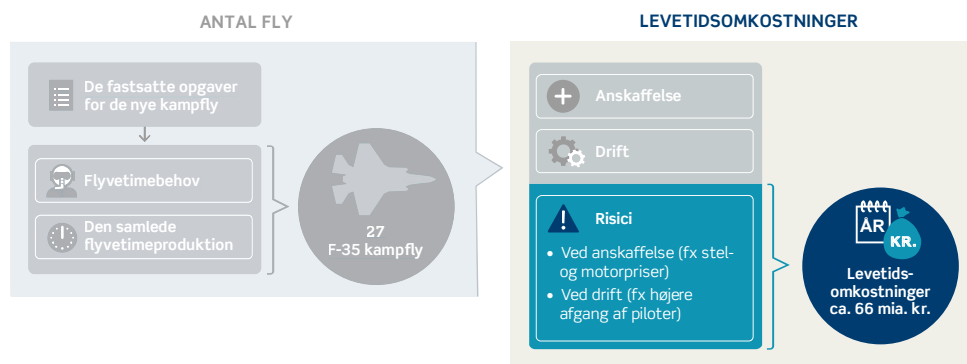 ANTAL FLY
De fastsatte opgaver
for de nye kampfly
Flyvetimebehov
Den samlede
flyvetimeproduktion
27
F-35 kampfly
LEVETIDSOMKOSTNINGER
Anskaffelse
Drift
Risici
• Ved anskaffelse (fx stel-
og motorpriser)
• Ved drift (fx højere
afgang af piloter)
ÅR
KR.
Levetids-
omkostninger
ca. 66 mia. kr.